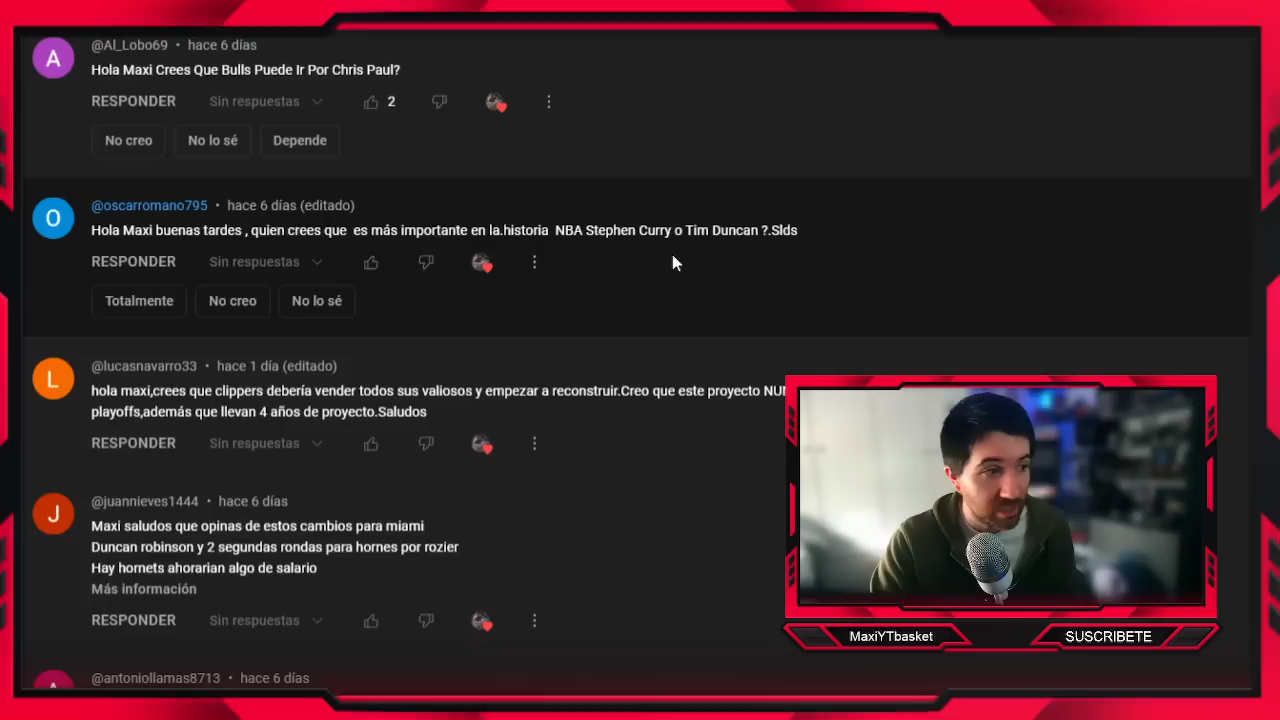 A
@Al_Lobo69 • hace 6 días
Hola Maxi Crees Que Bulls Puede Ir Por Chris Paul?
RESPONDER Sin respuestas 2
No creo No lo sé Depende
O
@oscarromano795 • hace 6 días (editado)
Hola Maxi buenas tardes , quien crees que es más importante en la.historia NBA Stephen Curry o Tim Duncan ?.Slds
RESPONDER Sin respuestas
Totalmente No creo No lo sé
L
@lucasnavarro33 • hace 1 día (editado)
hola maxi,crees que clippers debería vender todos sus valiosos y empezar a reconstruir.Creo que este proyecto
playoffs,además que llevan 4 años de proyecto.Saludos
RESPONDER Sin respuestas
J
@juannieves1444 • hace 6 días
Maxi saludos que opinas de estos cambios para miami
Duncan robinson y 2 segundas rondas para hornes por rozier
Hay hornets ahorarian algo de salario
Más información
RESPONDER Sin respuestas
@antoniollamas8713 • hace 6 días
MaxiYTbasket SUSCRIBETE